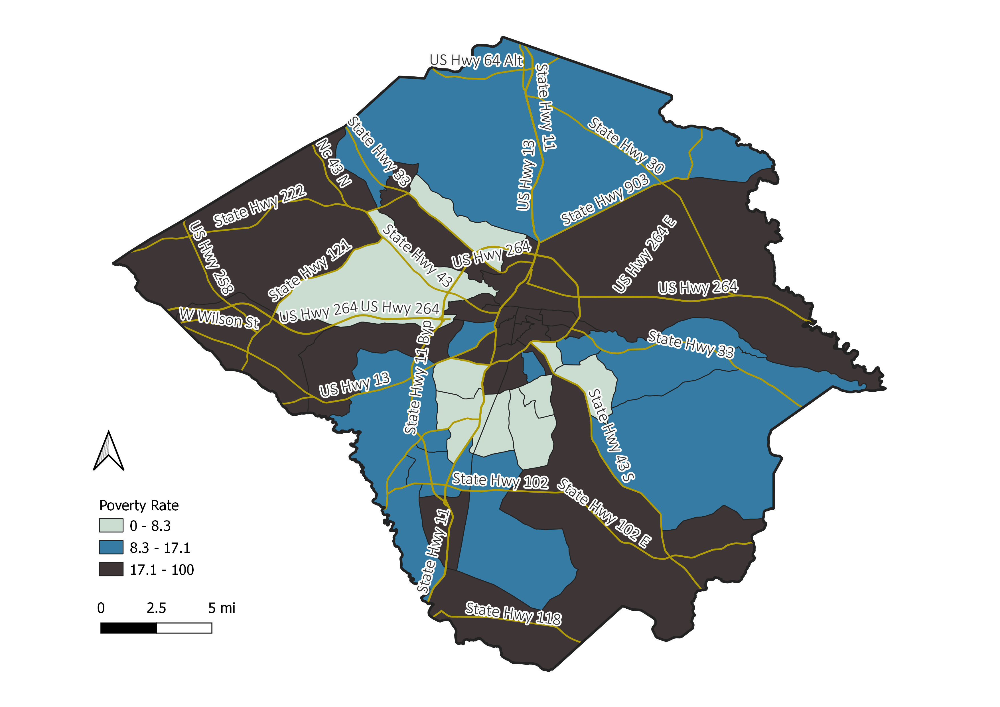 US Hwy 64 Alt
State Hwy 11
State Hwy 33
State Hwy 30
Nc 43 N
US Hwy 13
State Hwy 903
State Hwy 222
US Hwy 258
State Hwy 43
US Hwy 264
US Hwy 264 E
State Hwy 121
US Hwy 264
US Hwy 264
US Hwy 264
W Wilson St
State Hwy 11 Byp
State Hwy 33
US Hwy 13
State Hwy 43 S
State Hwy 102
State Hwy 102 E
State Hwy 11
State Hwy 118
Poverty Rate
0 - 8.3
8.3 - 17.1
17.1 - 100
0 2.5 5 mi